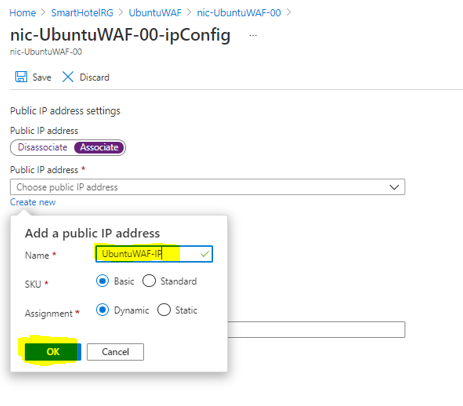 Home > SmartHotelRG > UbuntuWAF > nic-UbuntuWAF-00 >
nic-UbuntuWAF-00-ipConfig ...
nic-UbuntuWAF-00
Save Discard
Public IP address settings
Public IP address
Disassociate Associate
Public IP address *
Choose public IP address
Create new
Add a public IP address
Name * UbuntuWAF-IP
SKU * Basic Standard
Assignment * Dynamic Static
OK Cancel